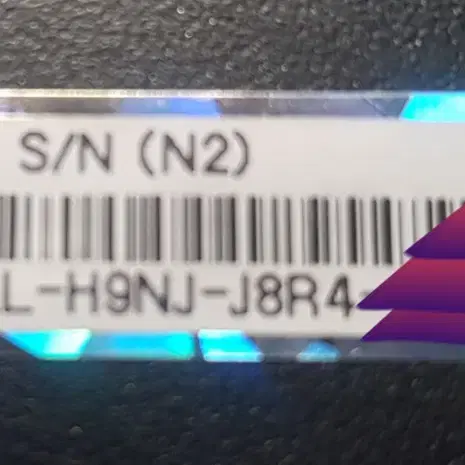 S/N (N2)
L-H9NJ-J8R4-